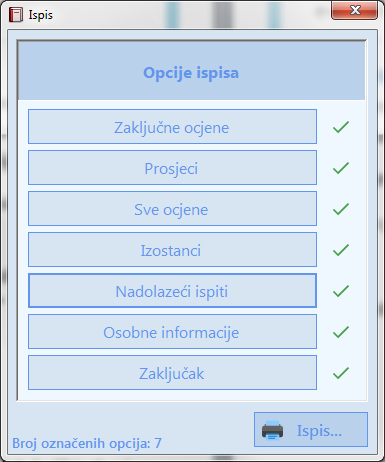 Ispis
Opcije ispisa
Zaključne ocjene
Prosjeci
Sve ocjene
Izostanci
Nadolazeći ispiti
Osobne informacije
Zaključak
Ispis...
Broj označenih opcija: 7